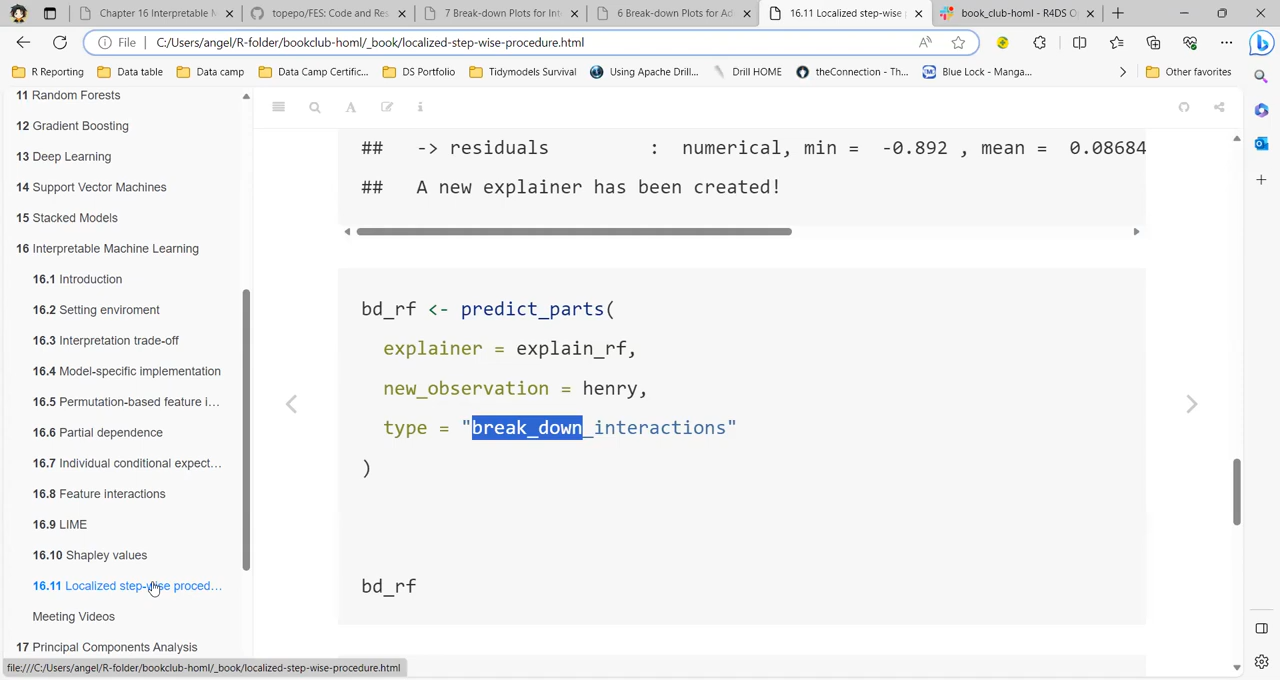 Chapter 16 Interpretable M
topepo/FES: Code and Res
7 Break-down Plots for Int
6 Break-down Plots for Ad
16.11 Localized step-wise p
book_club-homl - R4DS O
File
C:/Users/angel/R-folder/bookclub-homl/_book/localized-step-wise-procedure.html
R Reporting
Data table
Data camp
Data Camp Certific...
DS Portfolio
Tidymodels Survival
Using Apache Drill...
Drill HOME
theConnection - Th...
Blue Lock - Manga...
Other favorites
11 Random Forests
12 Gradient Boosting
13 Deep Learning
14 Support Vector Machines
15 Stacked Models
16 Interpretable Machine Learning
16.1 Introduction
16.2 Setting enviroment
16.3 Interpretation trade-off
16.4 Model-specific implementation
16.5 Permutation-based feature i...
16.6 Partial dependence
16.7 Individual conditional expect...
16.8 Feature interactions
16.9 LIME
16.10 Shapley values
16.11 Localized step-wise proced...
Meeting Videos
17 Principal Components Analysis
file:///C:/Users/angel/R-folder/bookclub-homl/_book/localized-step-wise-procedure.html
## -> residuals : numerical, min = -0.892 , mean = 0.08684
## A new explainer has been created!
bd_rf <- predict_parts(
explainer = explain_rf,
new_observation = henry,
type = "break_down_interactions"
)
bd_rf